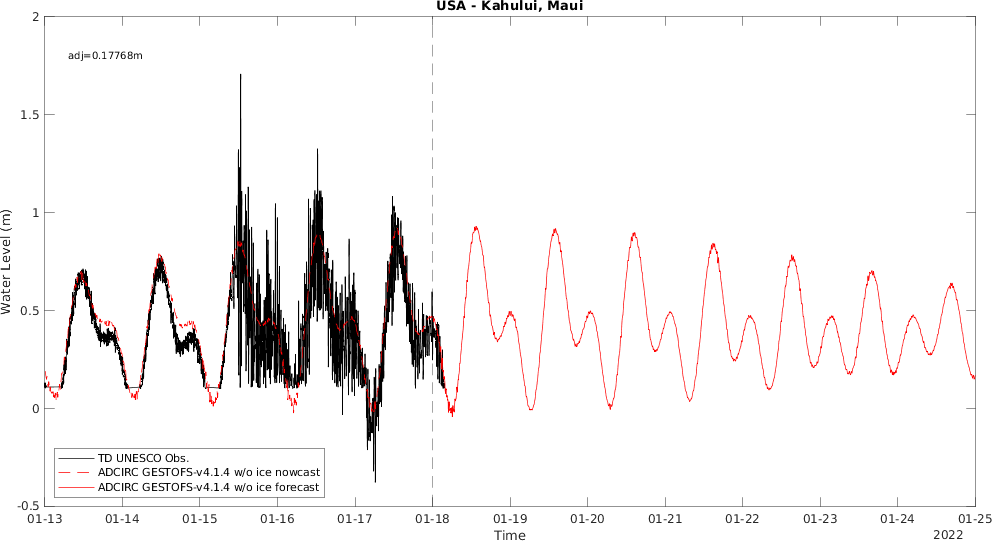 USA - Kahului, Maui
2
adj=0.17768m
1.5
1
0.5
0
-0.5
Water Level (m)
TD UNESCO Obs.
ADCIRC GESTOFS-v4.1.4 w/o ice nowcast
ADCIRC GESTOFS-v4.1.4 w/o ice forecast
01-13 01-14 01-15 01-16 01-17 01-18 01-19 01-20 01-21 01-22 01-23 01-24 01-25
Time
2022